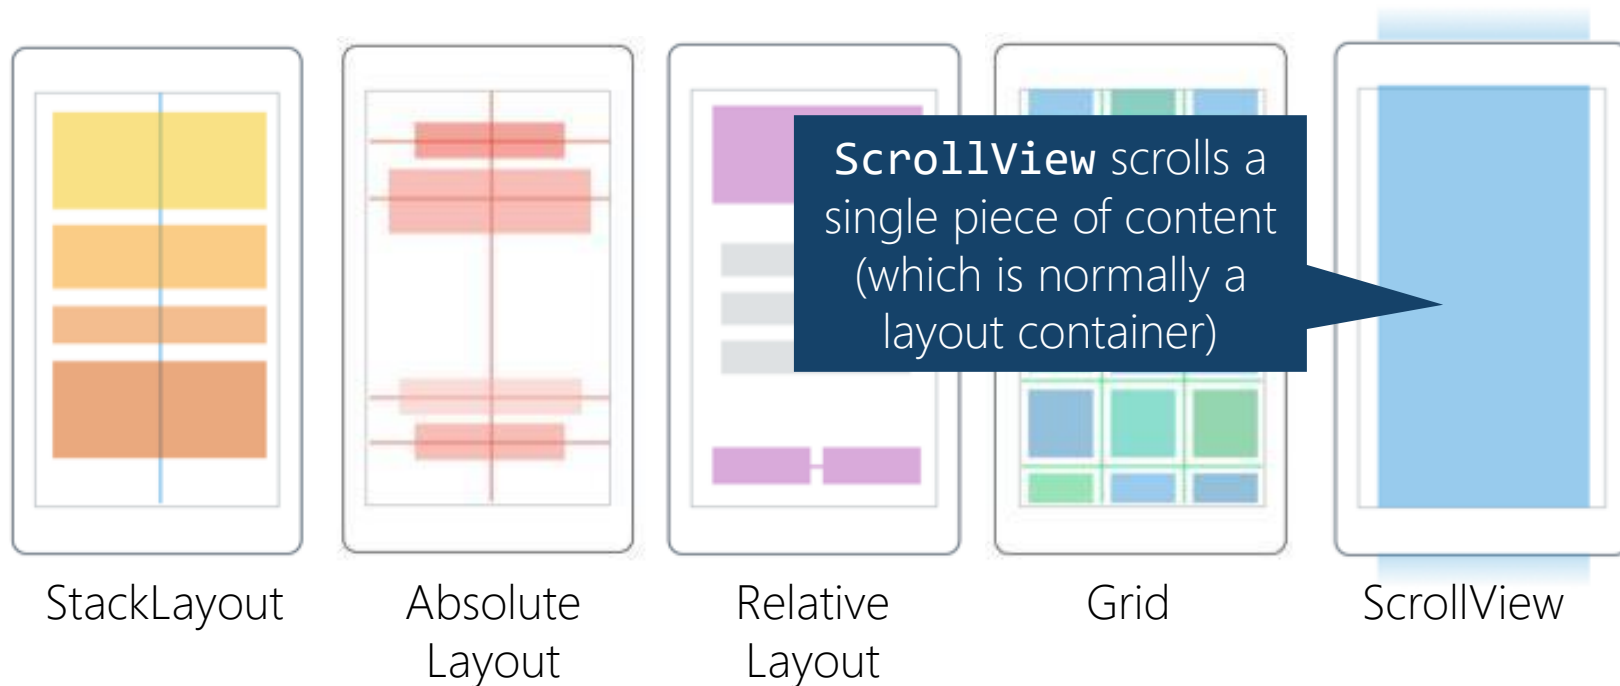 ScrollView scrolls a
single piece of content
(which is normally a
layout container)
StackLayout
Absolute
Layout
Relative
Layout
Grid
ScrollView